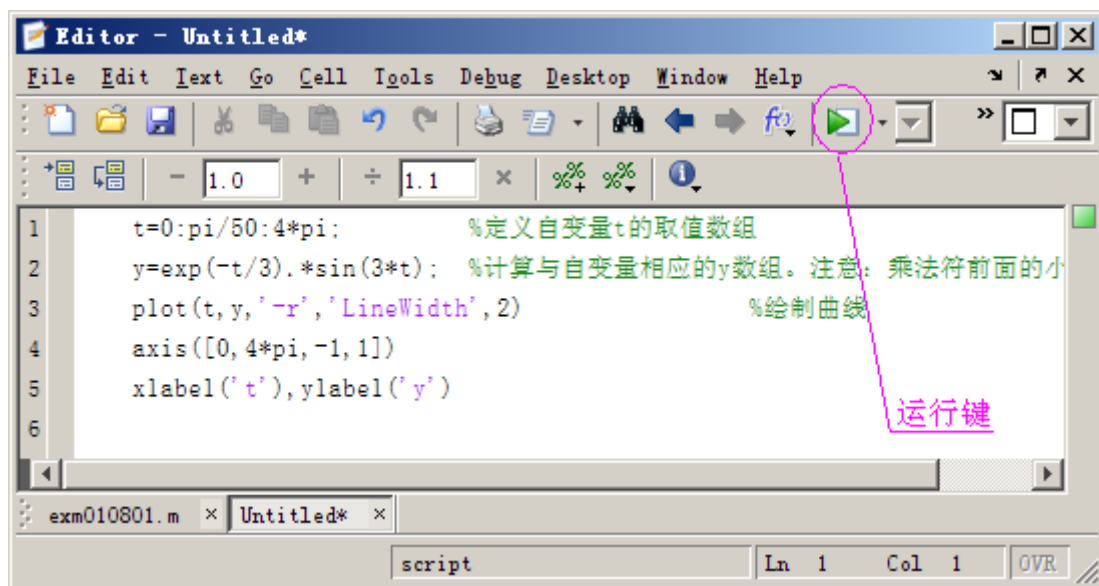 Editor - Untitled*
File Edit Text Go Cell Tools Debug Desktop Window Help
- 1.0 + ÷ 1.1 ×
1 t=0:pi/50:4*pi; %定义自变量t的取值数组
2 y=exp(-t/3).*sin(3*t); %计算与自变量相应的y数组。注意：乘法符前面的小
3 plot(t,y,'-r','LineWidth',2) %绘制曲线
4 axis([0,4*pi,-1,1])
5 xlabel('t'),ylabel('y')
6
运行键
exm010801.m × Untitled* ×
script Ln 1 Col 1 OVR